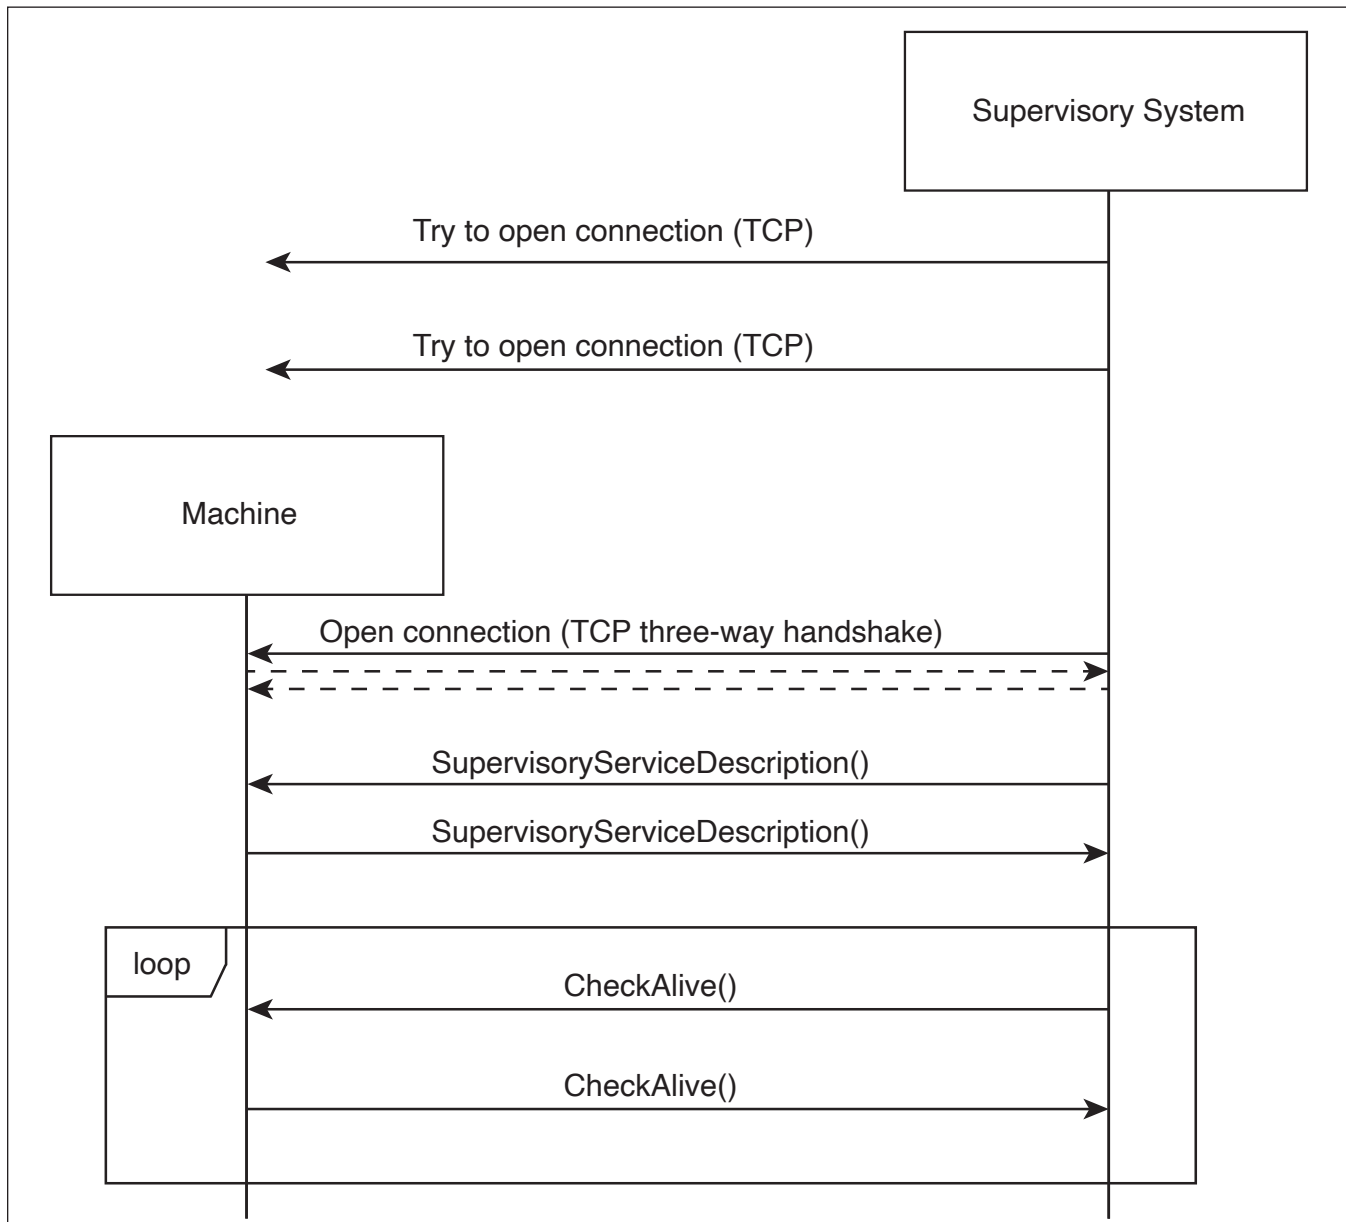 Supervisory System
Try to open connection (TCP)
Try to open connection (TCP)
Machine
Open connection (TCP three-way handshake)
SupervisoryServiceDescription()
SupervisoryServiceDescription()
loop
CheckAlive()
CheckAlive()